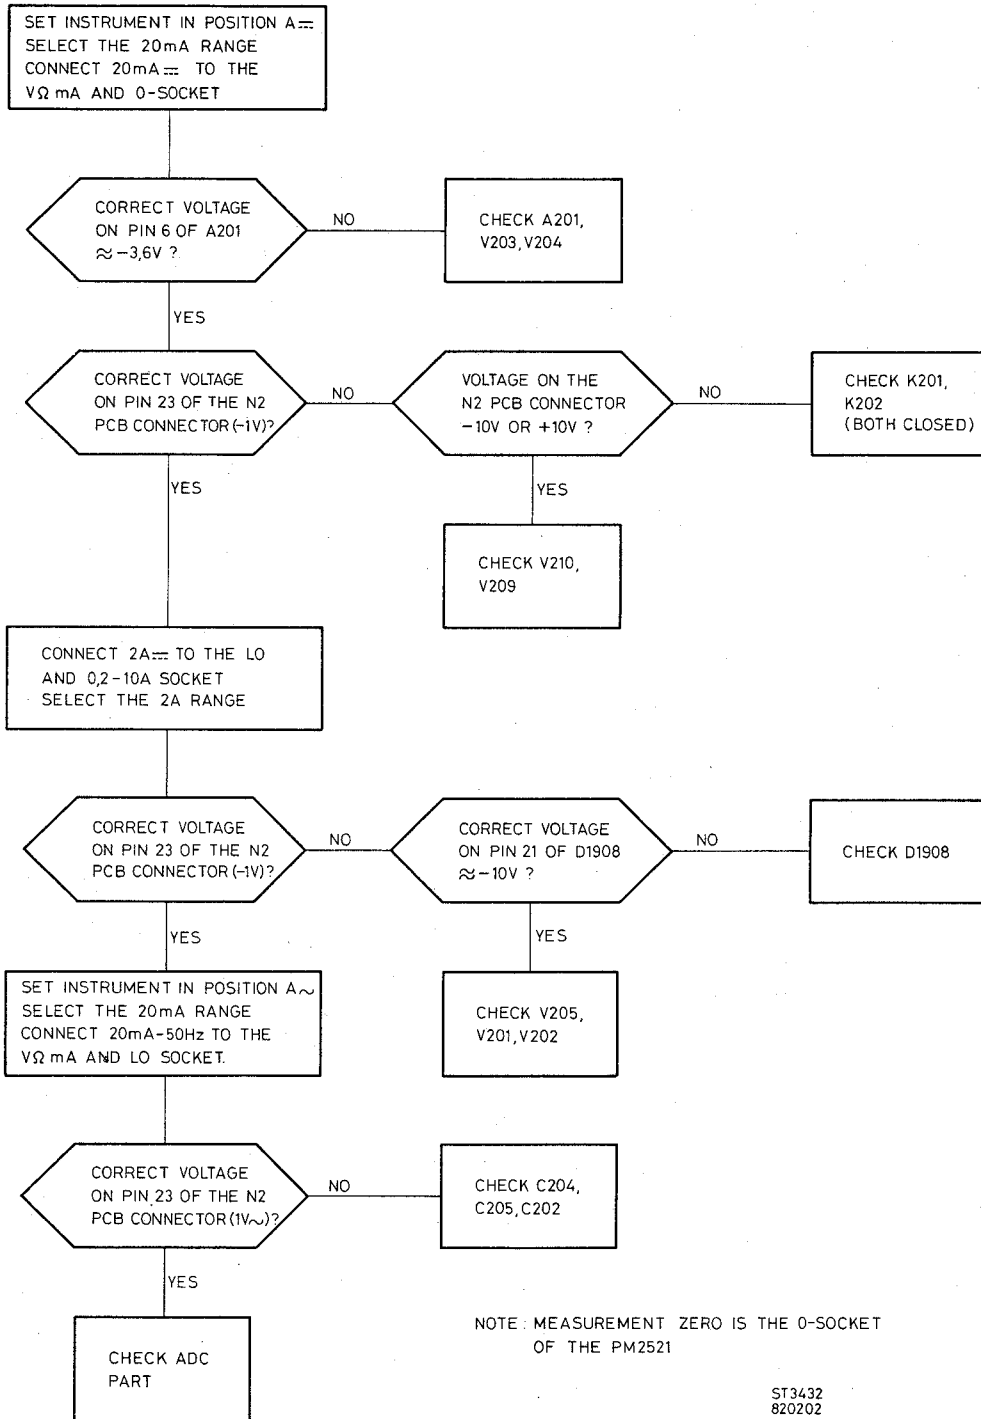 SET INSTRUMENT IN POSITION A⎓
SELECT THE 20mA RANGE
CONNECT 20mA⎓ TO THE
VΩ mA AND 0-SOCKET
CORRECT VOLTAGE
ON PIN 6 OF A201
≈ -3,6V ?
NO
CHECK A201,
V203, V204
YES
CORRECT VOLTAGE
ON PIN 23 OF THE N2
PCB CONNECTOR (-1V)?
NO
VOLTAGE ON THE
N2 PCB CONNECTOR
-10V OR +10V ?
NO
CHECK K201,
K202
(BOTH CLOSED)
YES
YES
CHECK V210,
V209
CONNECT 2A⎓ TO THE LO
AND 0,2-10A SOCKET
SELECT THE 2A RANGE
CORRECT VOLTAGE
ON PIN 23 OF THE N2
PCB CONNECTOR (-1V)?
NO
CORRECT VOLTAGE
ON PIN 21 OF D1908
≈ -10V ?
NO
CHECK D1908
YES
YES
SET INSTRUMENT IN POSITION A~
SELECT THE 20mA RANGE
CONNECT 20mA-50Hz TO THE
VΩ mA AND LO SOCKET.
CHECK V205,
V201, V202
CORRECT VOLTAGE
ON PIN 23 OF THE N2
PCB CONNECTOR (1V~)?
NO
CHECK C204,
C205, C202
YES
CHECK ADC
PART
NOTE : MEASUREMENT ZERO IS THE 0-SOCKET
OF THE PM2521
ST3432
820202